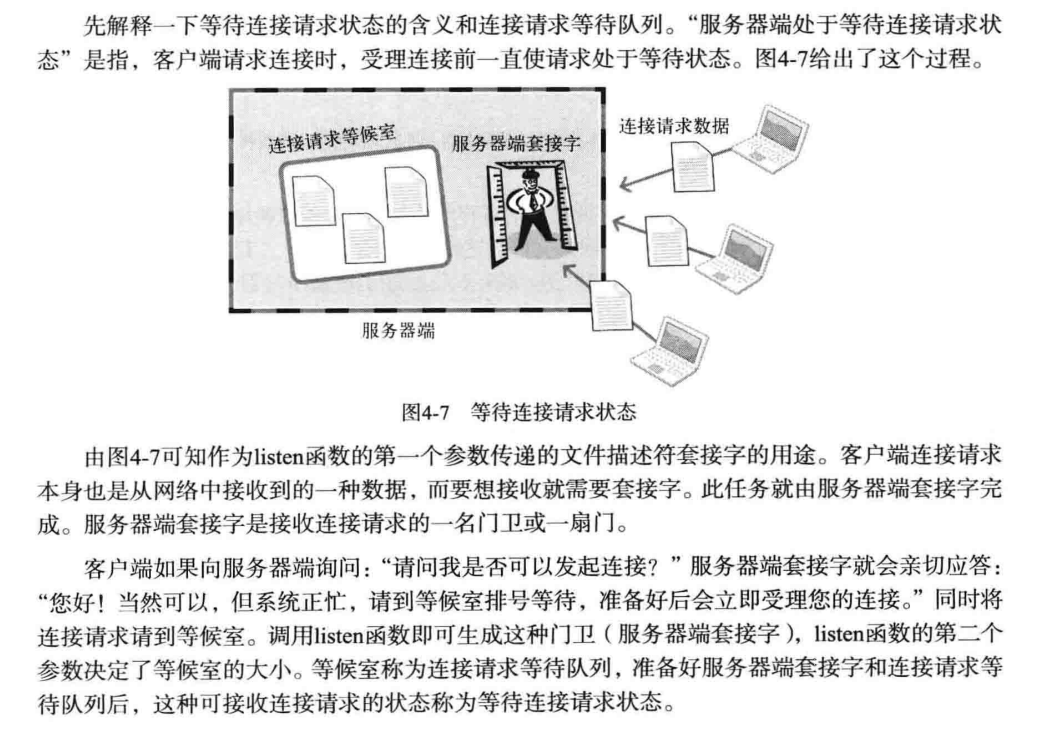 先解释一下等待连接请求状态的含义和连接请求等待队列。“服务器端处于等待连接请求状
态”是指，客户端请求连接时，受理连接前一直使请求处于等待状态。图4-7给出了这个过程。
连接请求等候室
服务器端套接字
连接请求数据
服务器端
图4-7 等待连接请求状态
由图4-7可知作为listen函数的第一个参数传递的文件描述符套接字的用途。客户端连接请求
本身也是从网络中接收到的一种数据，而要想接收就需要套接字。此任务就由服务器端套接字完
成。服务器端套接字是接收连接请求的一名门卫或一扇门。
客户端如果向服务器端询问：“请问我是否可以发起连接？”服务器端套接字就会亲切应答：
“您好！当然可以，但系统正忙，请到等候室排号等待，准备好后会立即受理您的连接。”同时将
连接请求请到等候室。调用listen函数即可生成这种门卫（服务器端套接字），listen函数的第二个
参数决定了等候室的大小。等候室称为连接请求等待队列，准备好服务器端套接字和连接请求等
待队列后，这种可接收连接请求的状态称为等待连接请求状态。